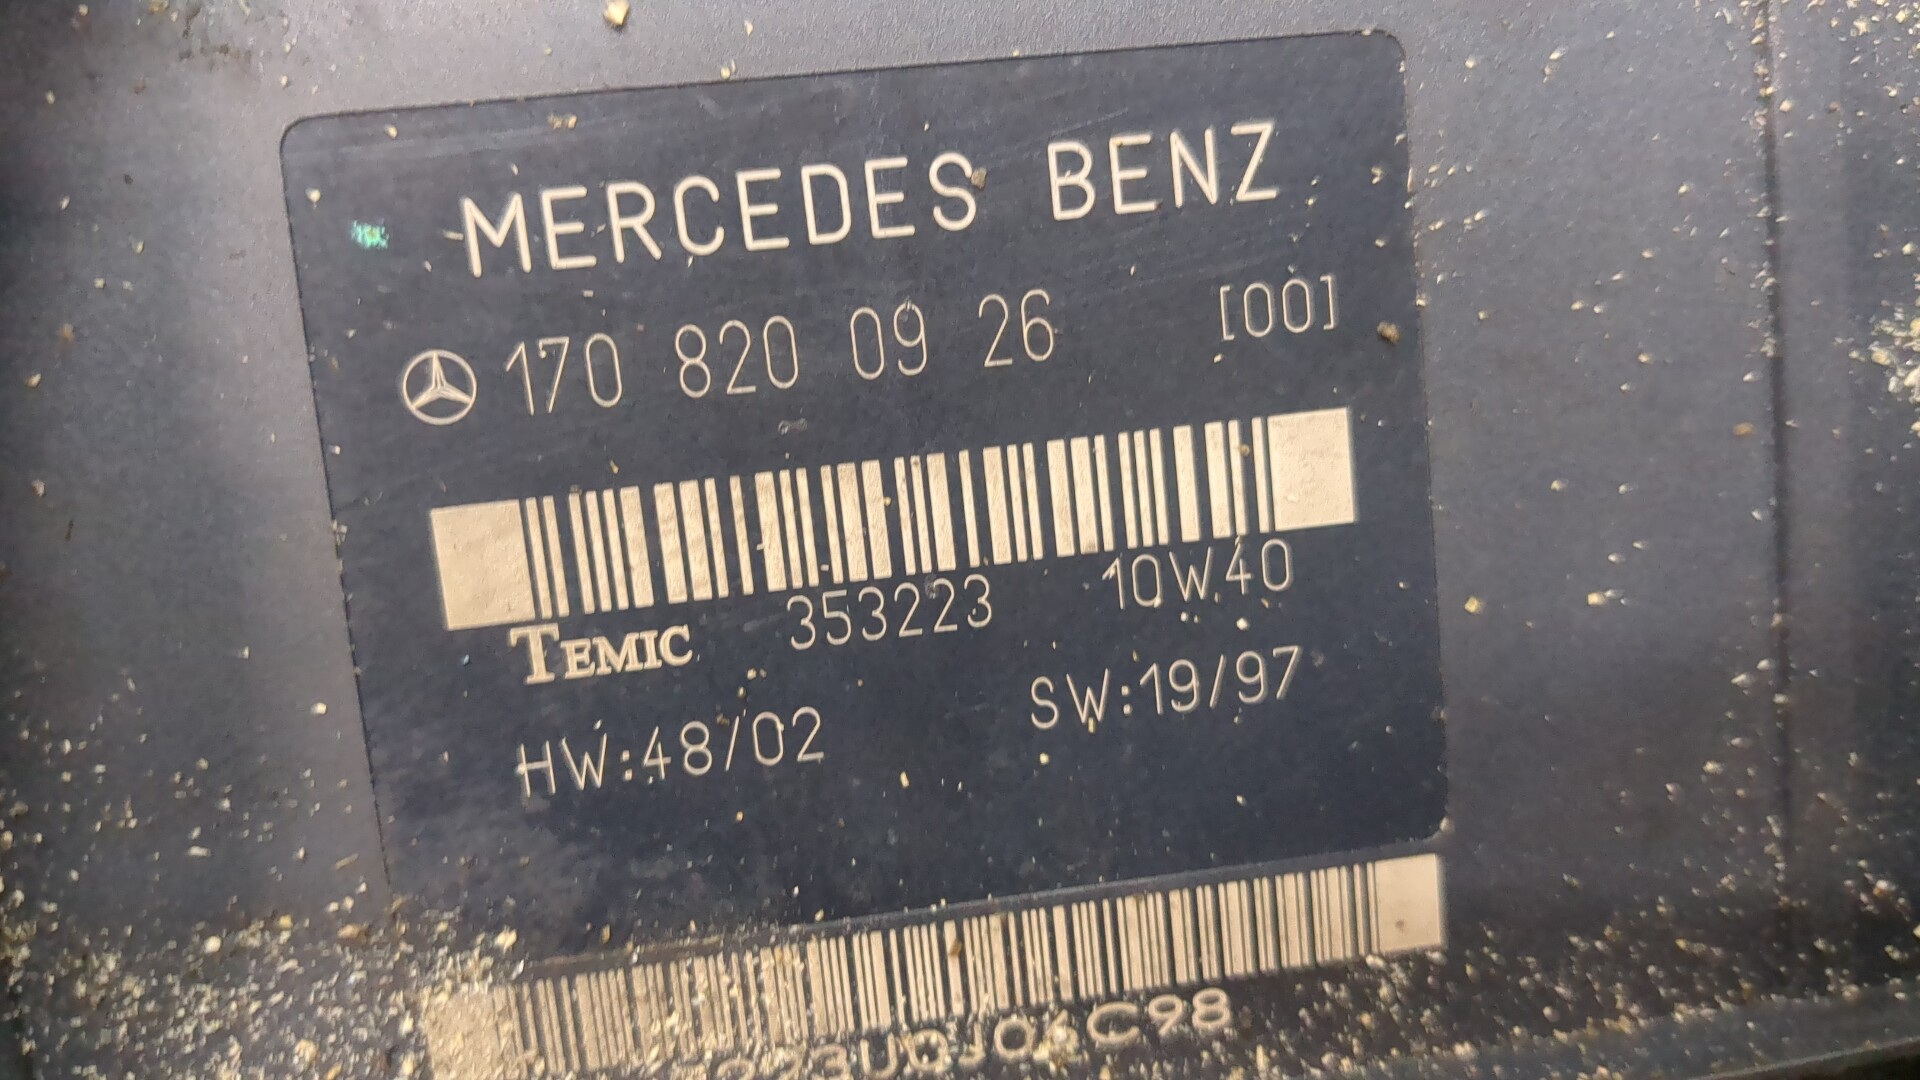 MERCEDES BENZ
170 820 09 26 [00]
TEMIC 353223 10W40
HW:48/02 SW:19/97